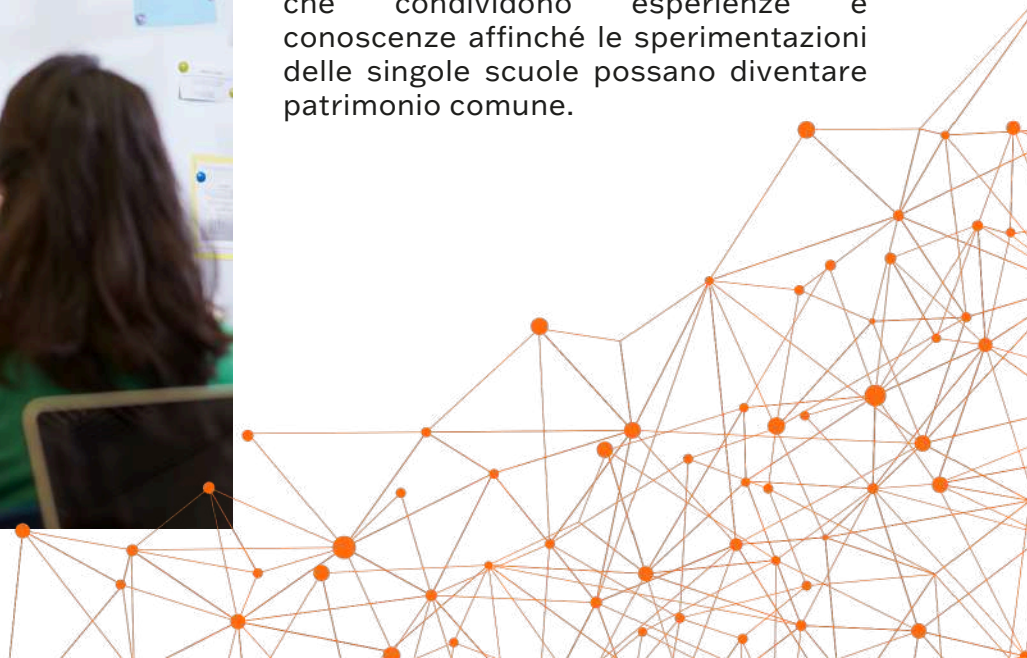 che condividono esperienze e
conoscenze affinché le sperimentazioni
delle singole scuole possano diventare
patrimonio comune.